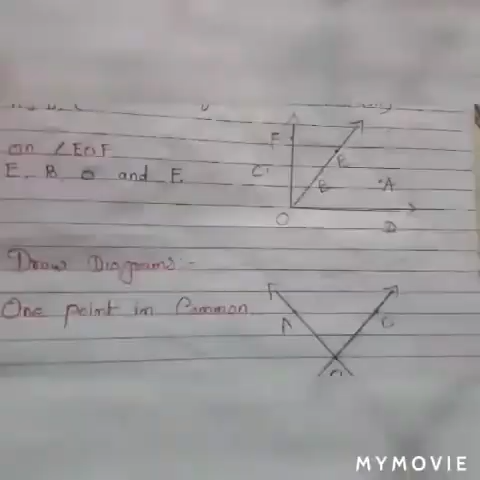 on ∠EOF
E, B, O and E
F
E
C
B
A
O
D
Draw Diagrams:-
One point in Common
A
O
MYMOVIE